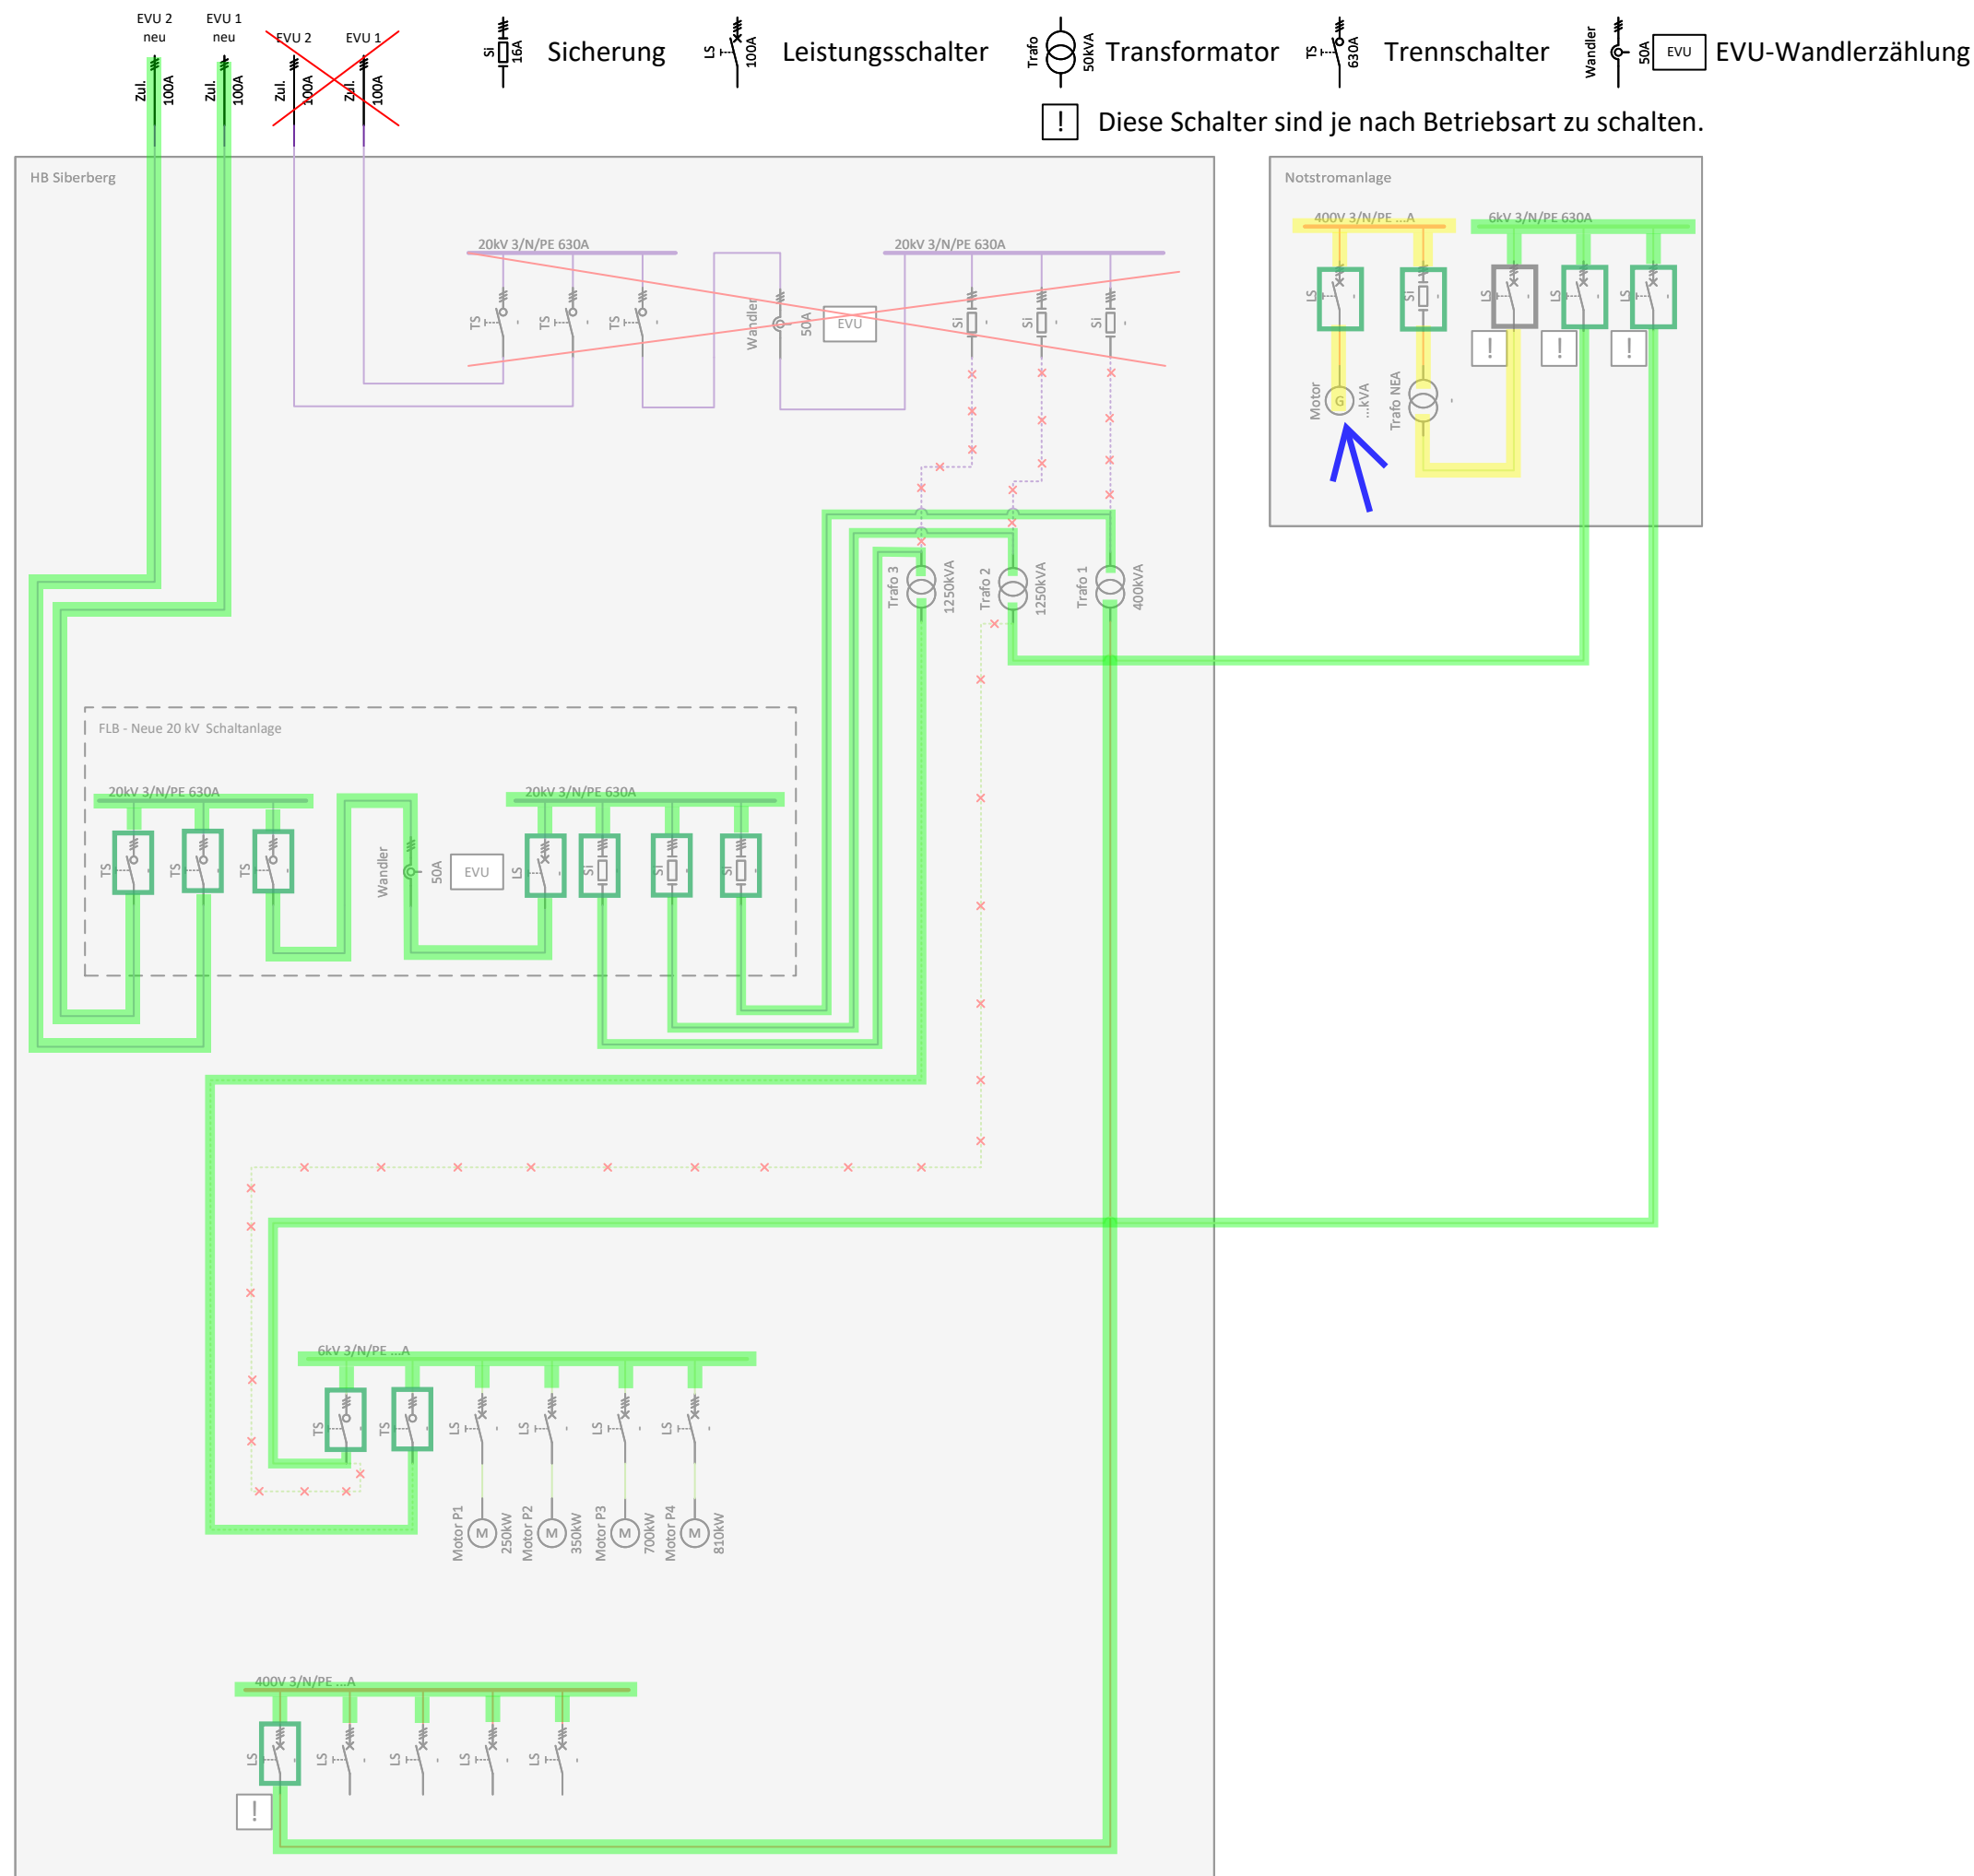 EVU 2
neu
EVU 1
neu
EVU 2
EVU 1
Zul.
100A
Zul.
100A
Zul.
100A
Zul.
100A
Si
16A
Sicherung
LS
100A
Leistungsschalter
Trafo
50kVA
Transformator
TS
630A
Trennschalter
Wandler
50A
EVU
EVU-Wandlerzählung
! Diese Schalter sind je nach Betriebsart zu schalten.
HB Siberberg
20kV 3/N/PE 630A
TS
-
TS
-
TS
-
Wandler
50A
EVU
20kV 3/N/PE 630A
Si
-
Si
-
Si
-
Notstromanlage
400V 3/N/PE ...A
6kV 3/N/PE 630A
LS
-
Si
-
LS
-
LS
-
LS
-
!
!
!
Motor
G
...kVA
Trafo NEA
-
Trafo 3
1250kVA
Trafo 2
1250kVA
Trafo 1
400kVA
FLB - Neue 20 kV Schaltanlage
20kV 3/N/PE 630A
TS
-
TS
-
TS
-
Wandler
50A
EVU
20kV 3/N/PE 630A
LS
-
Si
-
Si
-
Si
-
6kV 3/N/PE ...A
TS
-
TS
-
LS
-
LS
-
LS
-
LS
-
Motor P1
M
250kW
Motor P2
M
350kW
Motor P3
M
700kW
Motor P4
M
810kW
400V 3/N/PE ...A
LS
-
LS
-
LS
-
LS
-
LS
-
!